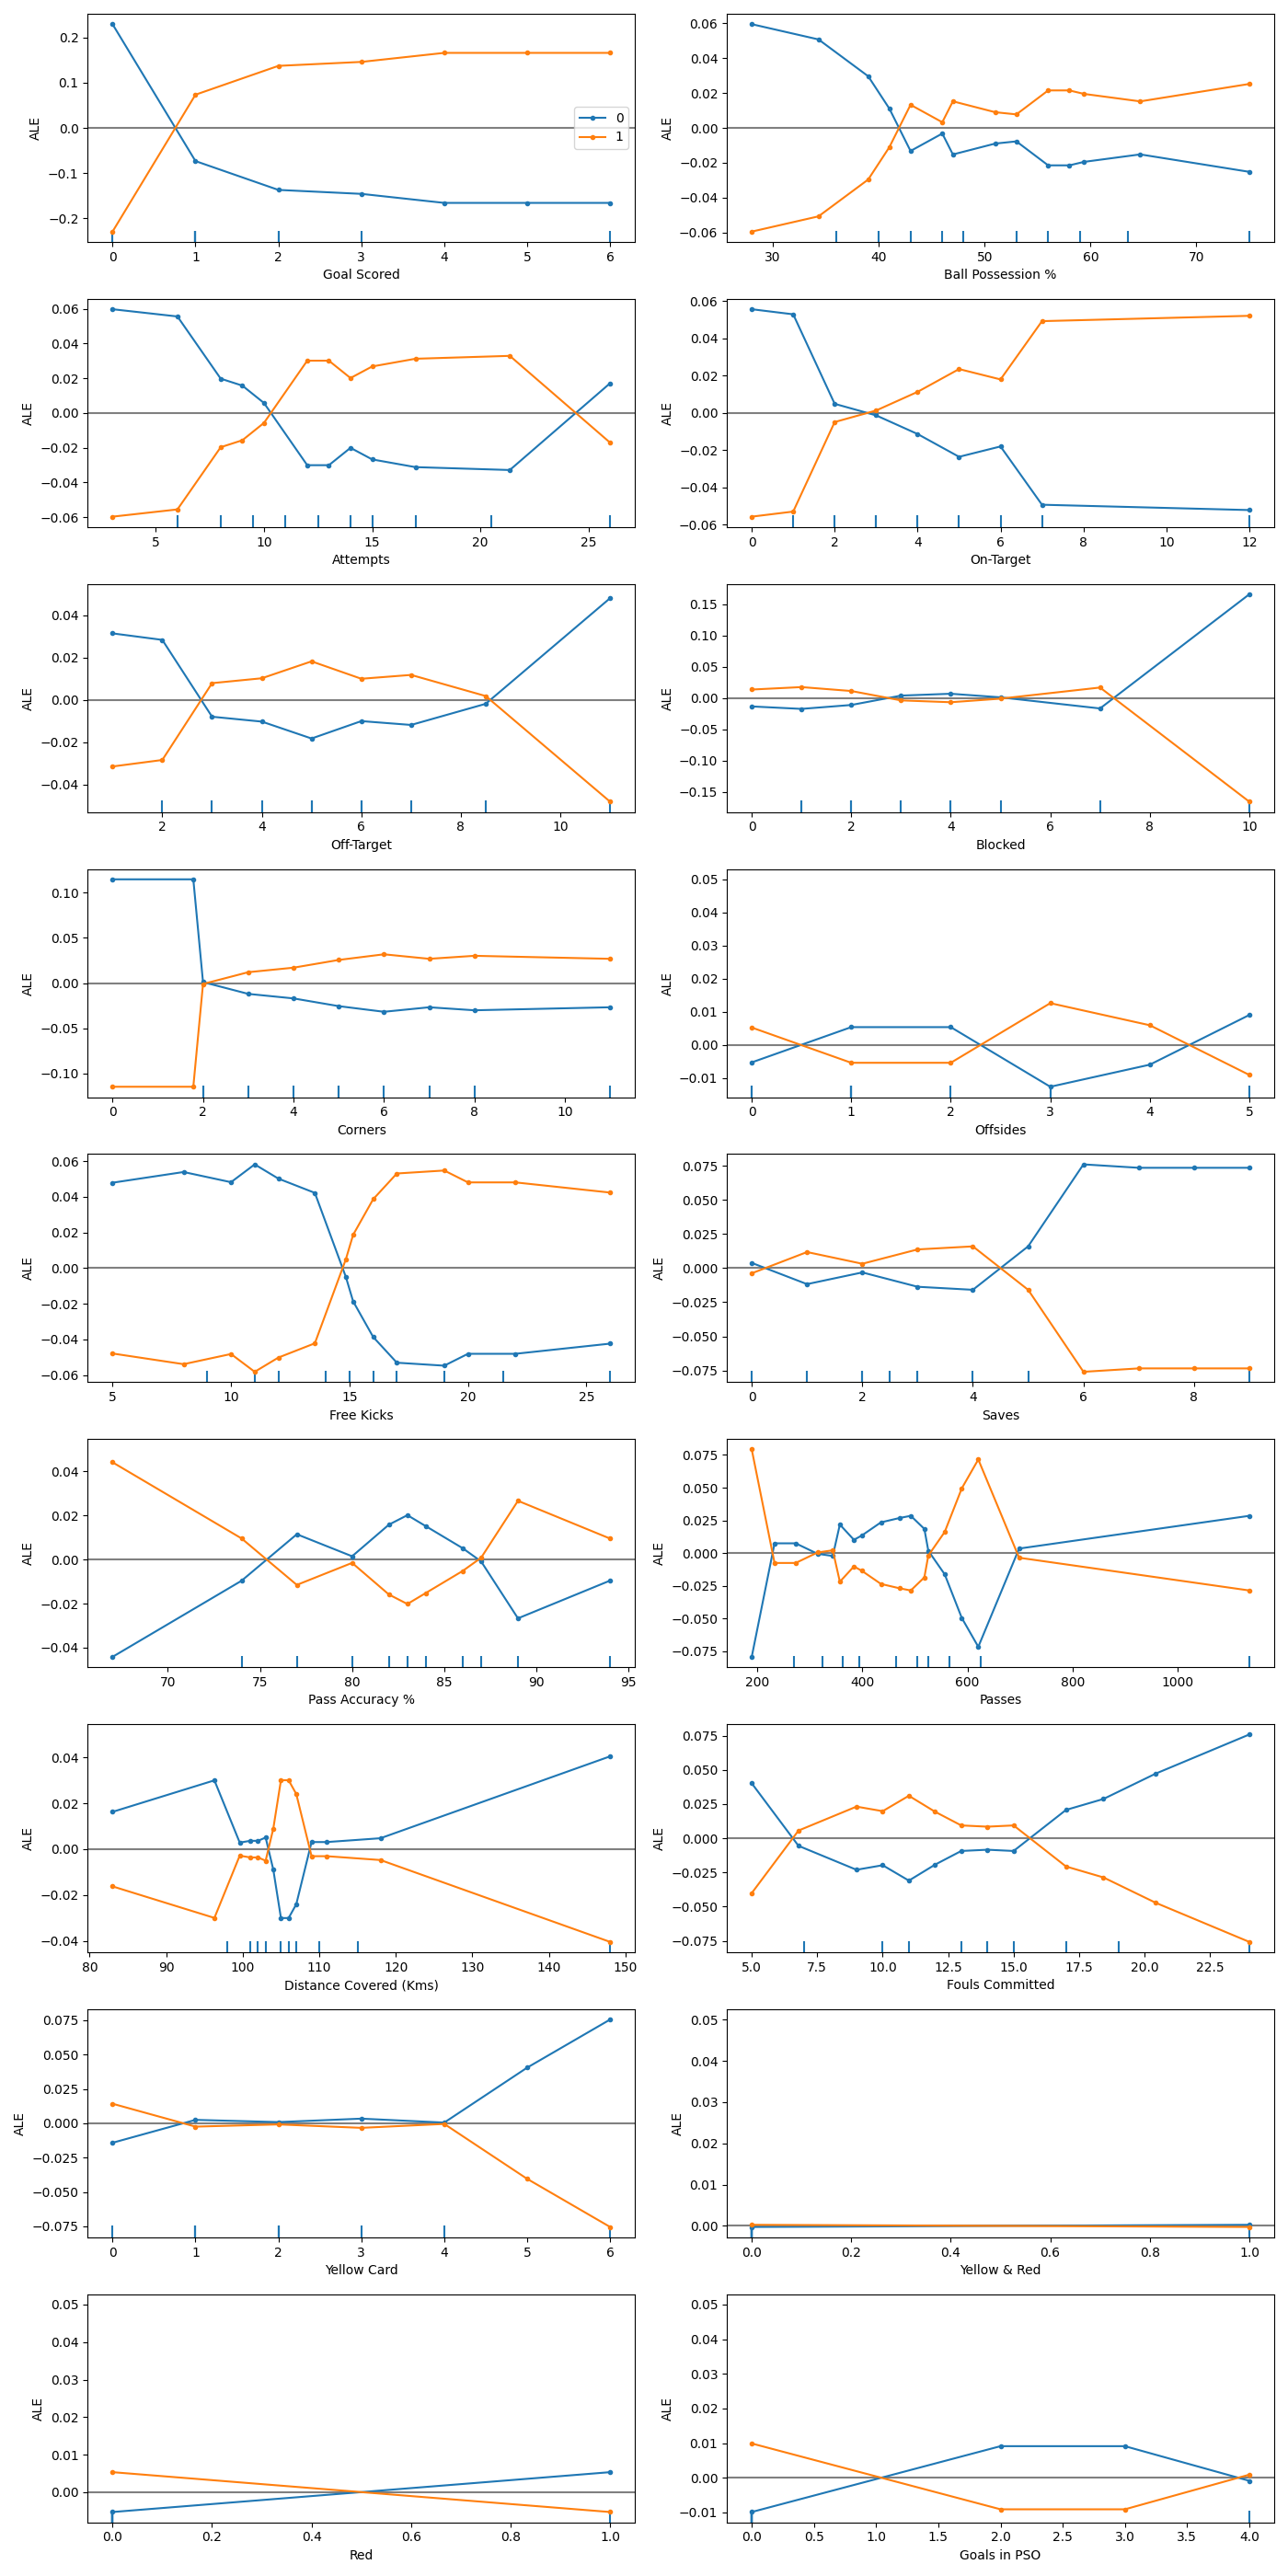 0.2
0.1
0.0
−0.1
−0.2
ALE
0
1
0 1 2 3 4 5 6
Goal Scored
0.06
0.04
0.02
0.00
−0.02
−0.04
−0.06
ALE
30 40 50 60 70
Ball Possession %
0.06
0.04
0.02
0.00
−0.02
−0.04
−0.06
ALE
5 10 15 20 25
Attempts
0.06
0.04
0.02
0.00
−0.02
−0.04
−0.06
ALE
0 2 4 6 8 10 12
On-Target
0.04
0.02
0.00
−0.02
−0.04
ALE
2 4 6 8 10
Off-Target
0.15
0.10
0.05
0.00
−0.05
−0.10
−0.15
ALE
0 2 4 6 8 10
Blocked
0.10
0.05
0.00
−0.05
−0.10
ALE
0 2 4 6 8 10
Corners
0.05
0.04
0.03
0.02
0.01
0.00
−0.01
ALE
0 1 2 3 4 5
Offsides
0.06
0.04
0.02
0.00
−0.02
−0.04
−0.06
ALE
5 10 15 20 25
Free Kicks
0.075
0.050
0.025
0.000
−0.025
−0.050
−0.075
ALE
0 2 4 6 8
Saves
0.04
0.02
0.00
−0.02
−0.04
ALE
70 75 80 85 90 95
Pass Accuracy %
0.075
0.050
0.025
0.000
−0.025
−0.050
−0.075
ALE
200 400 600 800 1000
Passes
0.04
0.02
0.00
−0.02
−0.04
ALE
80 90 100 110 120 130 140 150
Distance Covered (Kms)
0.075
0.050
0.025
0.000
−0.025
−0.050
−0.075
ALE
5.0 7.5 10.0 12.5 15.0 17.5 20.0 22.5
Fouls Committed
0.075
0.050
0.025
0.000
−0.025
−0.050
−0.075
ALE
0 1 2 3 4 5 6
Yellow Card
0.05
0.04
0.03
0.02
0.01
0.00
ALE
0.0 0.2 0.4 0.6 0.8 1.0
Yellow & Red
0.05
0.04
0.03
0.02
0.01
0.00
ALE
0.0 0.2 0.4 0.6 0.8 1.0
Red
0.05
0.04
0.03
0.02
0.01
0.00
−0.01
ALE
0.0 0.5 1.0 1.5 2.0 2.5 3.0 3.5 4.0
Goals in PSO